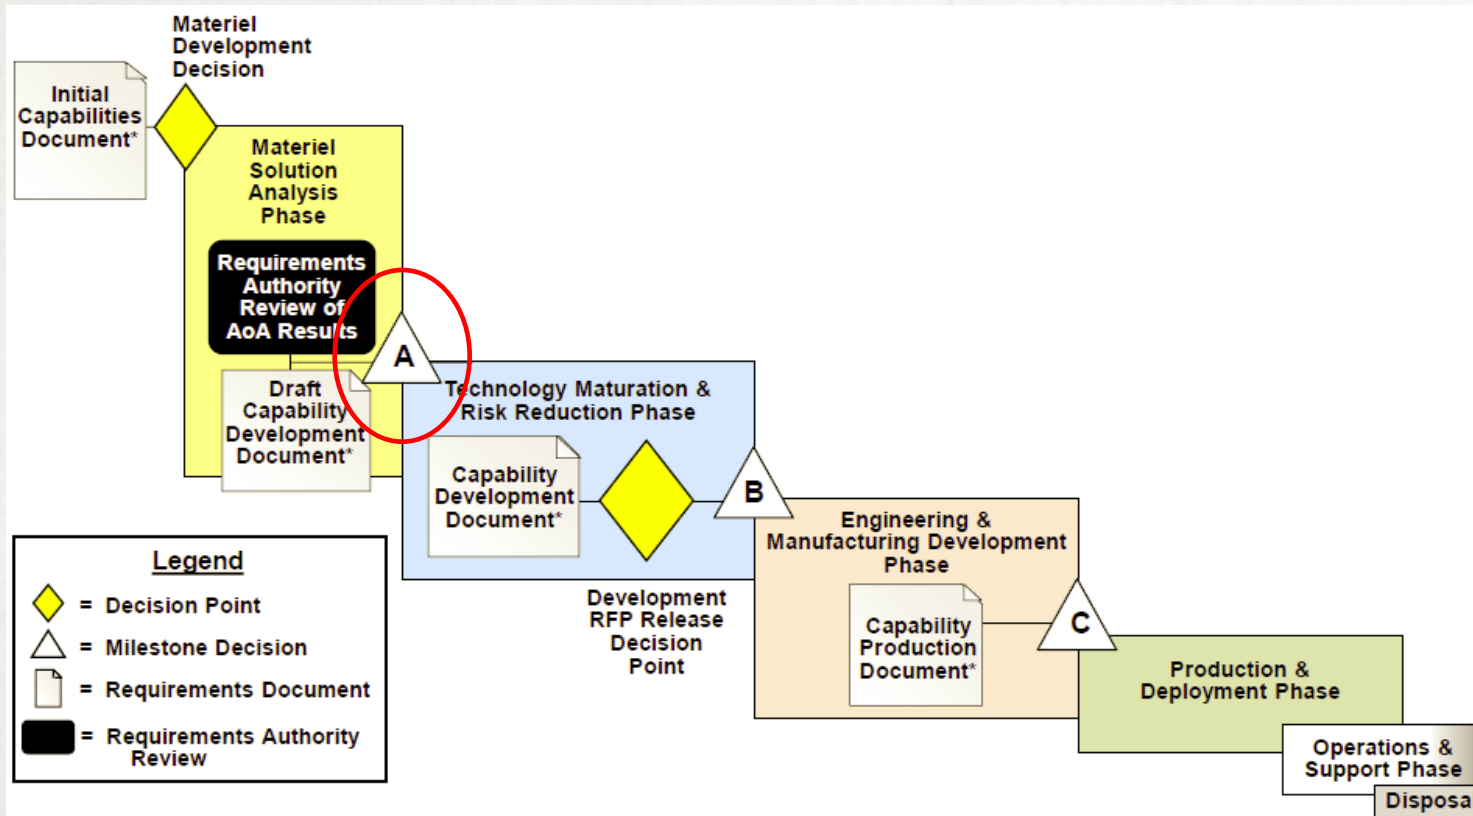 Materiel
Development
Decision
Initial
Capabilities
Document*
Materiel
Solution
Analysis
Phase
Requirements
Authority
Review of
AoA Results
A
Draft
Capability
Development
Document*
Technology Maturation &
Risk Reduction Phase
Capability
Development
Document*
B
Development
RFP Release
Decision
Point
Engineering &
Manufacturing Development
Phase
Capability
Production
Document*
C
Production &
Deployment Phase
Operations &
Support Phase
Disposa
Legend
= Decision Point
= Milestone Decision
= Requirements Document
= Requirements Authority
Review